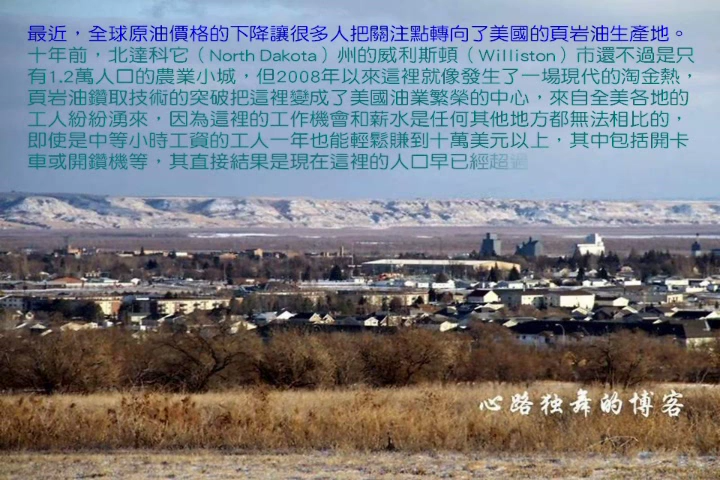 最近，全球原油價格的下降讓很多人把關注點轉向了美國的頁岩油生產地。
十年前，北達科它（North Dakota）州的威利斯頓（Williston）市還不過是只
有1.2萬人口的農業小城，但2008年以來這裡就像發生了一場現代的淘金熱，
頁岩油鑽取技術的突破把這裡變成了美國油業繁榮的中心，來自全美各地的
工人紛紛湧來，因為這裡的工作機會和薪水是任何其他地方都無法相比的，
即使是中等小時工資的工人一年也能輕鬆賺到十萬美元以上，其中包括開卡
車或開鑽機等，其直接結果是現在這裡的人口早已經超過
心路独舞的博客